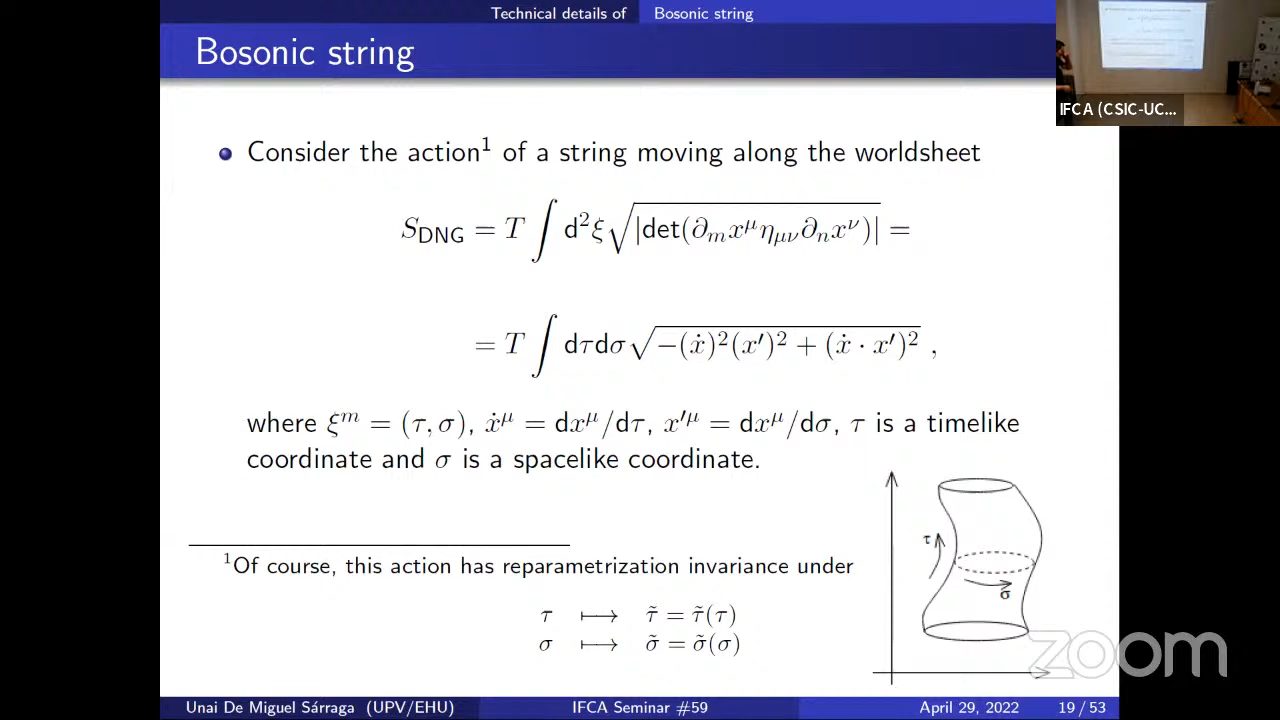 Technical details of Bosonic string
Bosonic string
IFCA (CSIC-UC...
Consider the action¹ of a string moving along the worldsheet
S_DNG = T ∫ d²ξ √|det(∂ₘx^μ η_μν ∂ₙx^ν)| =
= T ∫ dτdσ √−(ẋ)²(x′)² + (ẋ · x′)² ,
where ξ^m = (τ, σ), ẋ^μ = dx^μ/dτ, x′^μ = dx^μ/dσ, τ is a timelike
coordinate and σ is a spacelike coordinate.
τ
σ
¹Of course, this action has reparametrization invariance under
τ ⟼ τ̃ = τ̃(τ)
σ ⟼ σ̃ = σ̃(σ)
zoom
Unai De Miguel Sárraga (UPV/EHU) IFCA Seminar #59 April 29, 2022 19 / 53